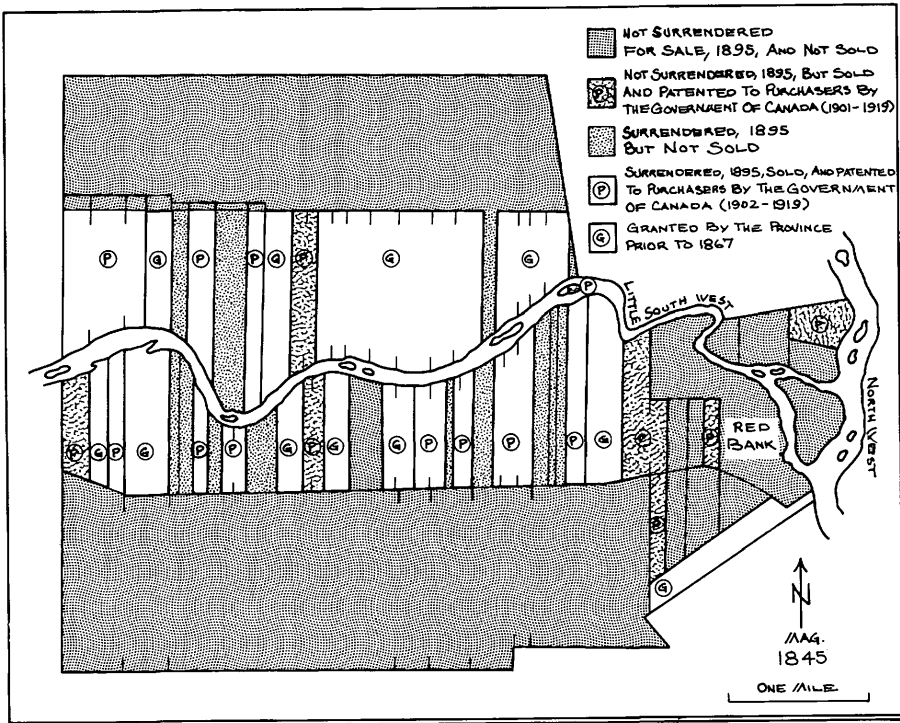 NOT SURRENDERED
FOR SALE, 1895, AND NOT SOLD
P
NOT SURRENDERED, 1895, BUT SOLD
AND PATENTED TO PURCHASERS BY
THE GOVERNMENT OF CANADA (1901-1919)
SURRENDERED, 1895
BUT NOT SOLD
P
SURRENDERED, 1895, SOLD, AND PATENTED
TO PURCHASERS BY THE GOVERNMENT
OF CANADA (1902-1919)
G
GRANTED BY THE PROVINCE
PRIOR TO 1867
P G P P G P G G
P
LITTLE SOUTH WEST
P
NORTH WEST
RED
BANK
P G P G P P G P G G P P P P G P P
P
G
N
MAG.
1845
ONE MILE